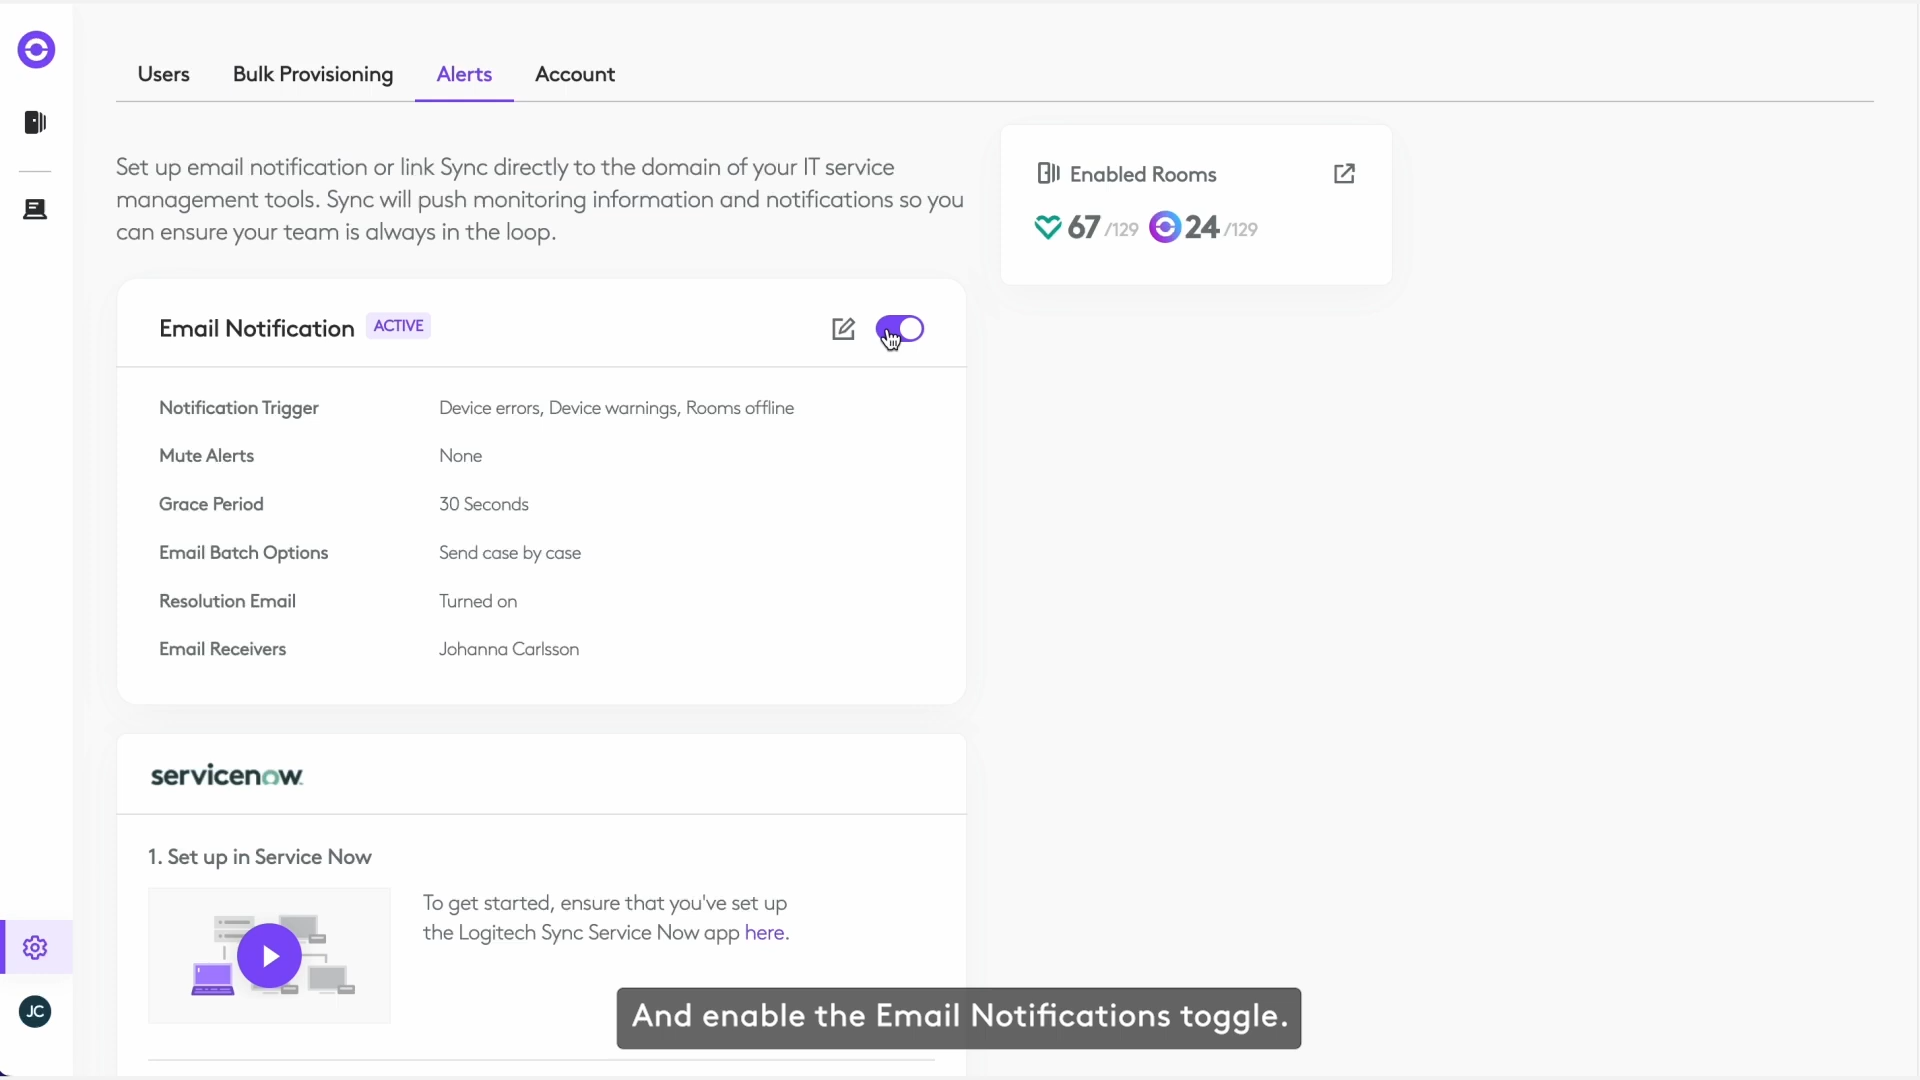 Users Bulk Provisioning Alerts Account
Set up email notification or link Sync directly to the domain of your IT service
management tools. Sync will push monitoring information and notifications so you
can ensure your team is always in the loop.
Enabled Rooms
67 /129 24 /129
Email Notification ACTIVE
Notification Trigger Device errors, Device warnings, Rooms offline
Mute Alerts None
Grace Period 30 Seconds
Email Batch Options Send case by case
Resolution Email Turned on
Email Receivers Johanna Carlsson
servicenow
1. Set up in Service Now
To get started, ensure that you've set up
the Logitech Sync Service Now app here.
JC
And enable the Email Notifications toggle.